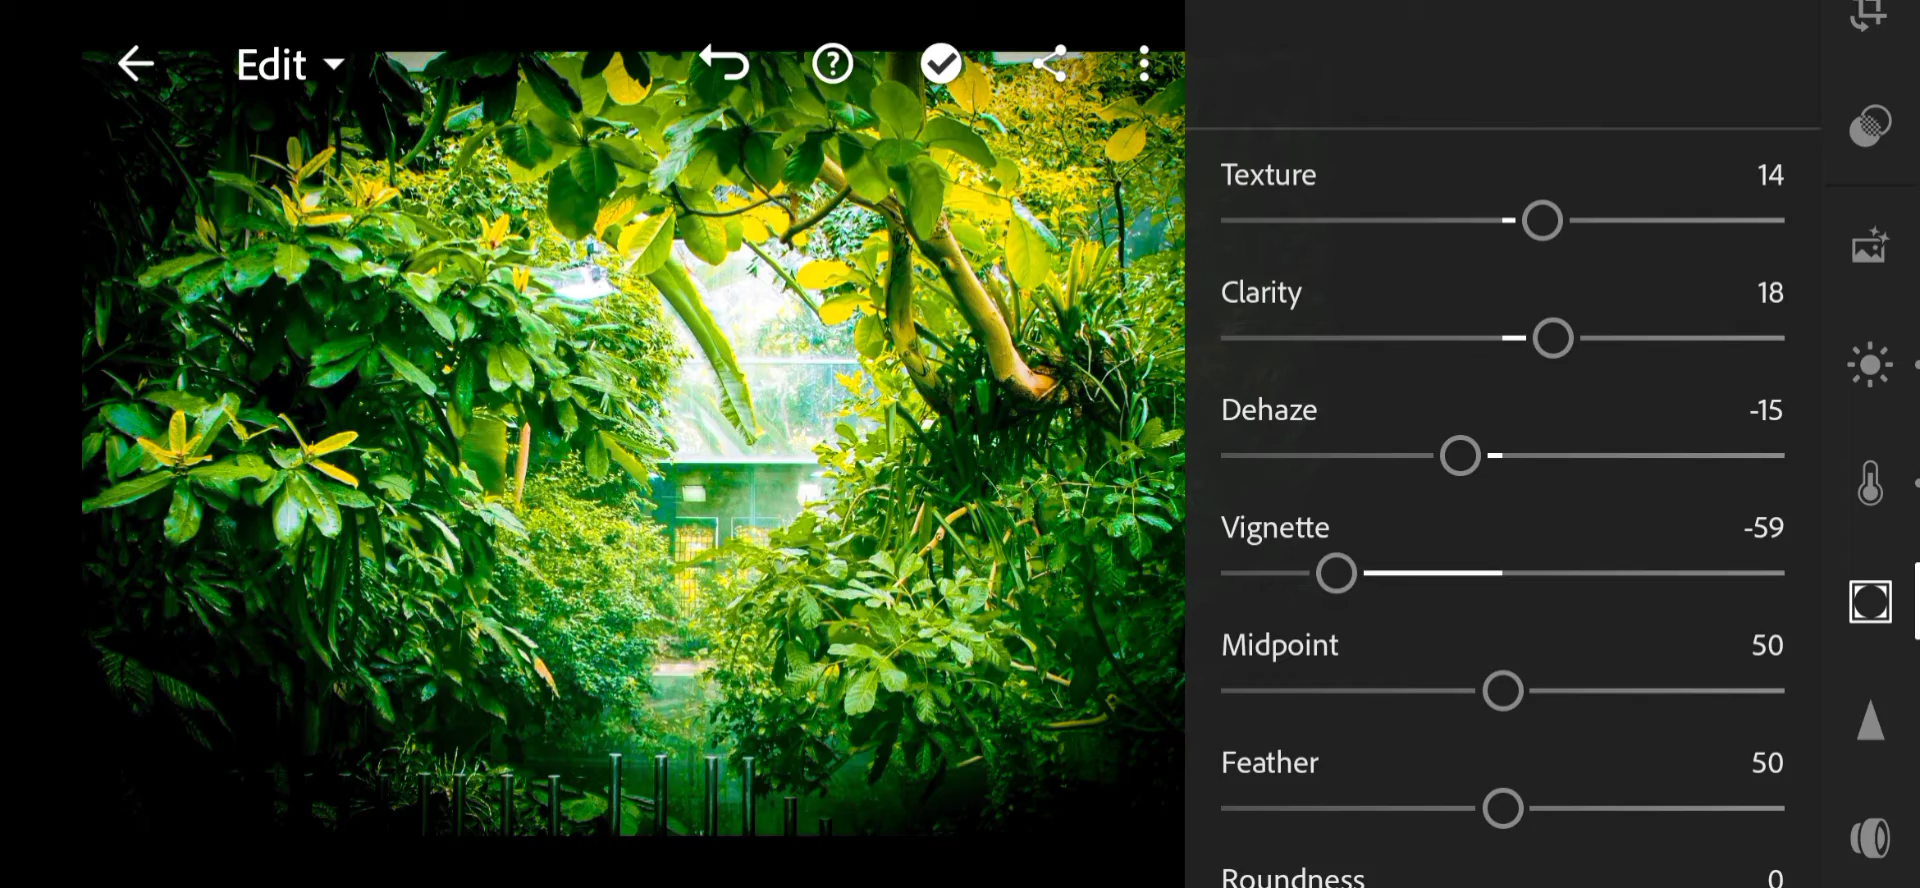 Edit
Texture 14
Clarity 18
Dehaze -15
Vignette -59
Midpoint 50
Feather 50
Roundness 0